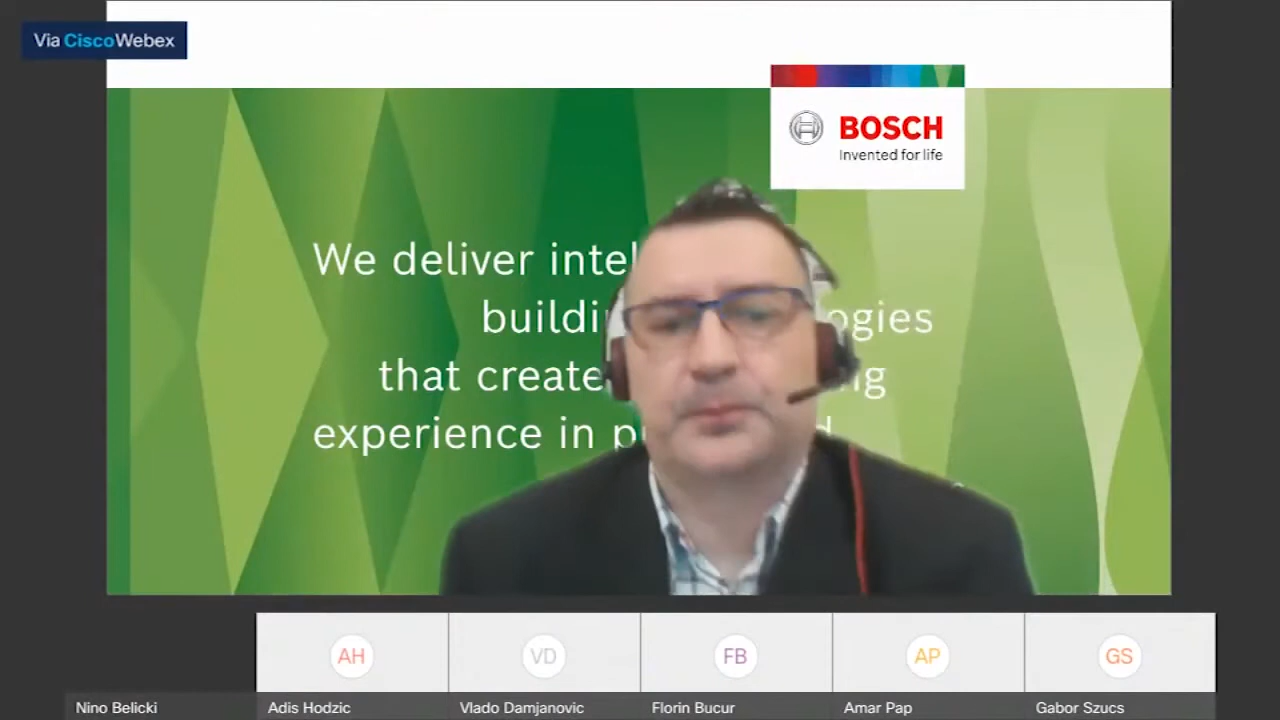 Via CiscoWebex
BOSCH
Invented for life
We deliver intel
buildi ogies
that create
experience in
AH
VD
FB
AP
GS
Nino Belicki
Adis Hodzic
Vlado Damjanovic
Florin Bucur
Amar Pap
Gabor Szucs